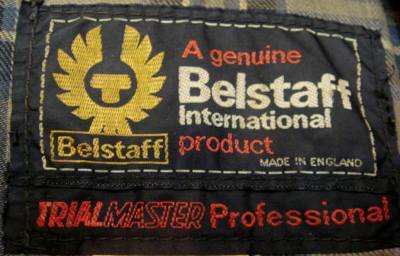 A genuine
Belstaff
International
product
Belstaff
MADE IN ENGLAND
TRIALMASTER Professional